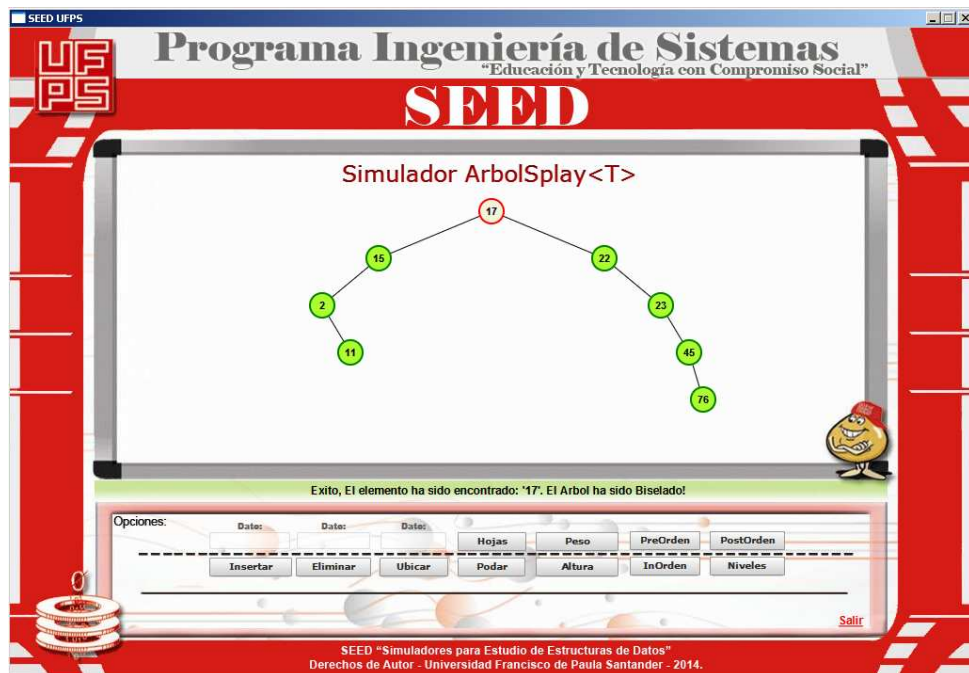 SEED UFPS
UFPS
Programa Ingeniería de Sistemas
“Educación y Tecnología con Compromiso Social”
SEED
Simulador ArbolSplay<T>
17
15
22
2
23
11
45
76
Exito, El elemento ha sido encontrado: '17'. El Arbol ha sido Biselado!
Opciones:
Dato: Dato: Dato:
Hojas Peso PreOrden PostOrden
Insertar Eliminar Ubicar Podar Altura InOrden Niveles
Salir
SEED “Simuladores para Estudio de Estructuras de Datos”
Derechos de Autor - Universidad Francisco de Paula Santander - 2014.